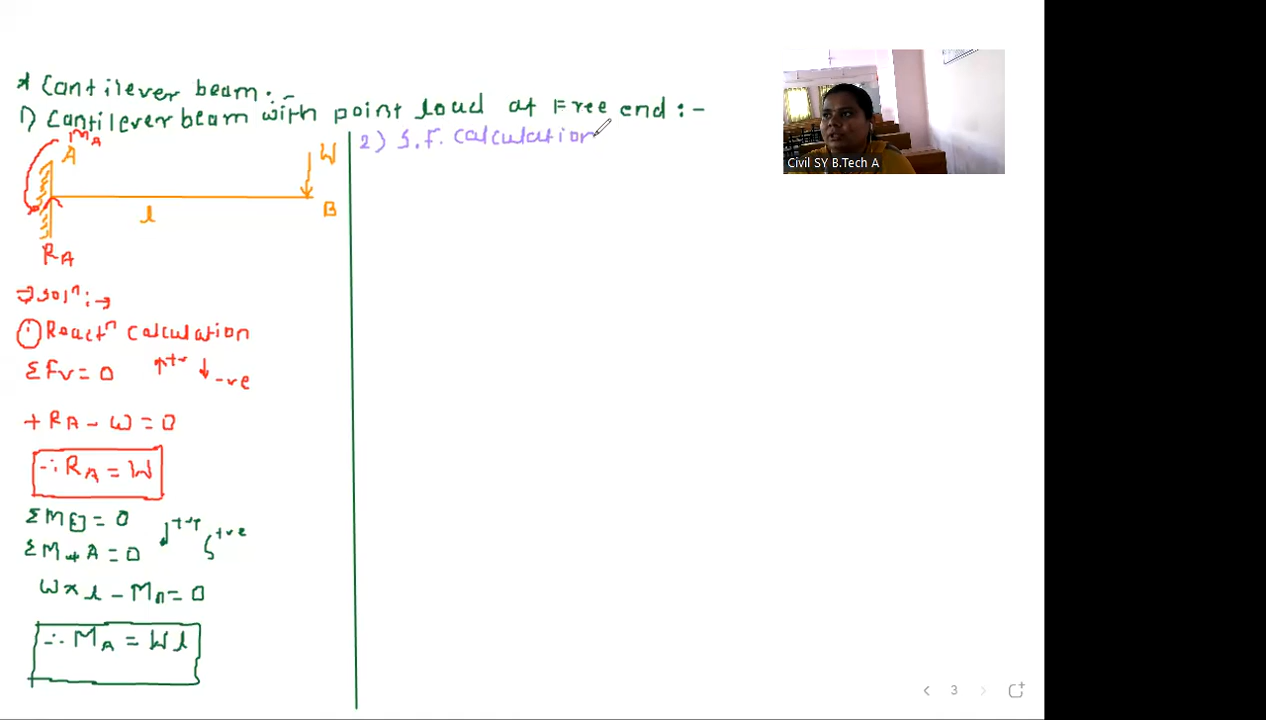 * Cantilever beam :-
1) Cantilever beam with point load at Free end :-
MA
A
W
l
B
RA
⇒ Solⁿ :→
① Reactⁿ Calculation
ΣFv = 0 ↑+ve ↓-ve
+ RA - W = 0
∴ RA = W
ΣM = 0
ΣM A = 0 +ve
W x l - MA = 0
∴ MA = Wl
2) S.F. Calculation
Civil SY B.Tech A
3